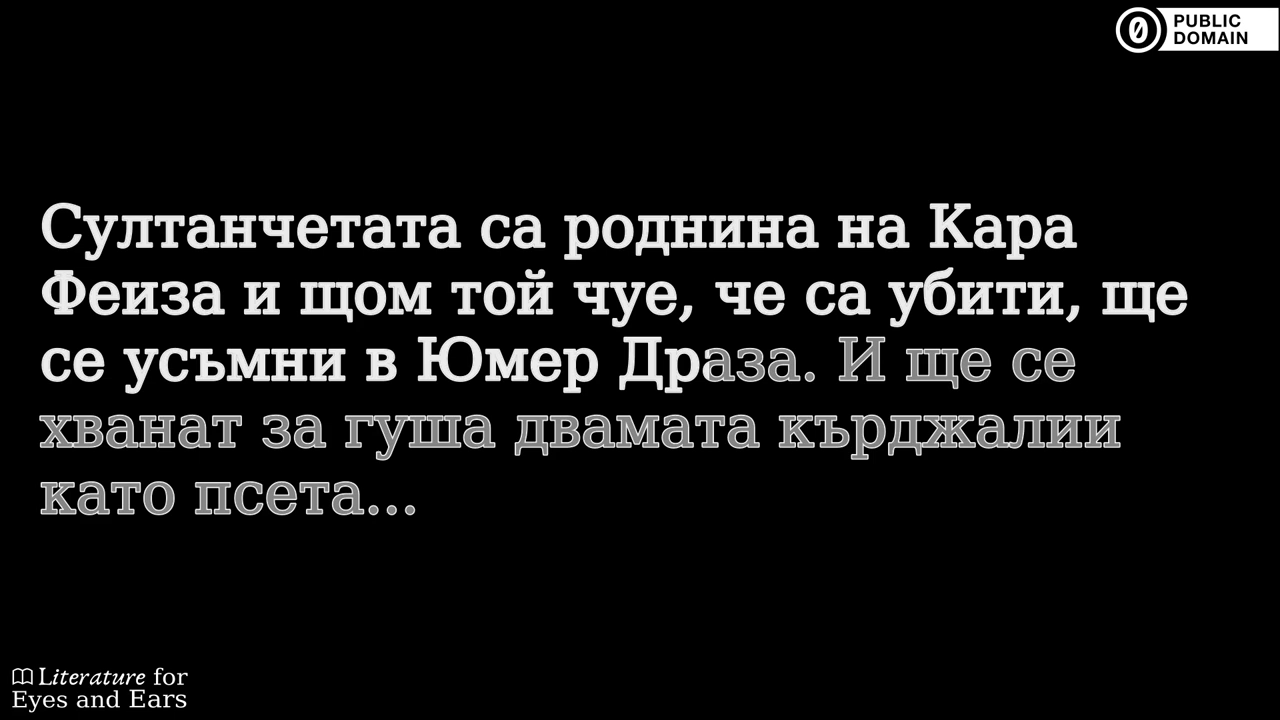 PUBLIC
DOMAIN
Султанчетата са роднина на Кара
Феиза и щом той чуе, че са убити, ще
се усъмни в Юмер Драза. И ще се
хванат за гуша двамата кърджалии
като псета...
Literature for
Eyes and Ears